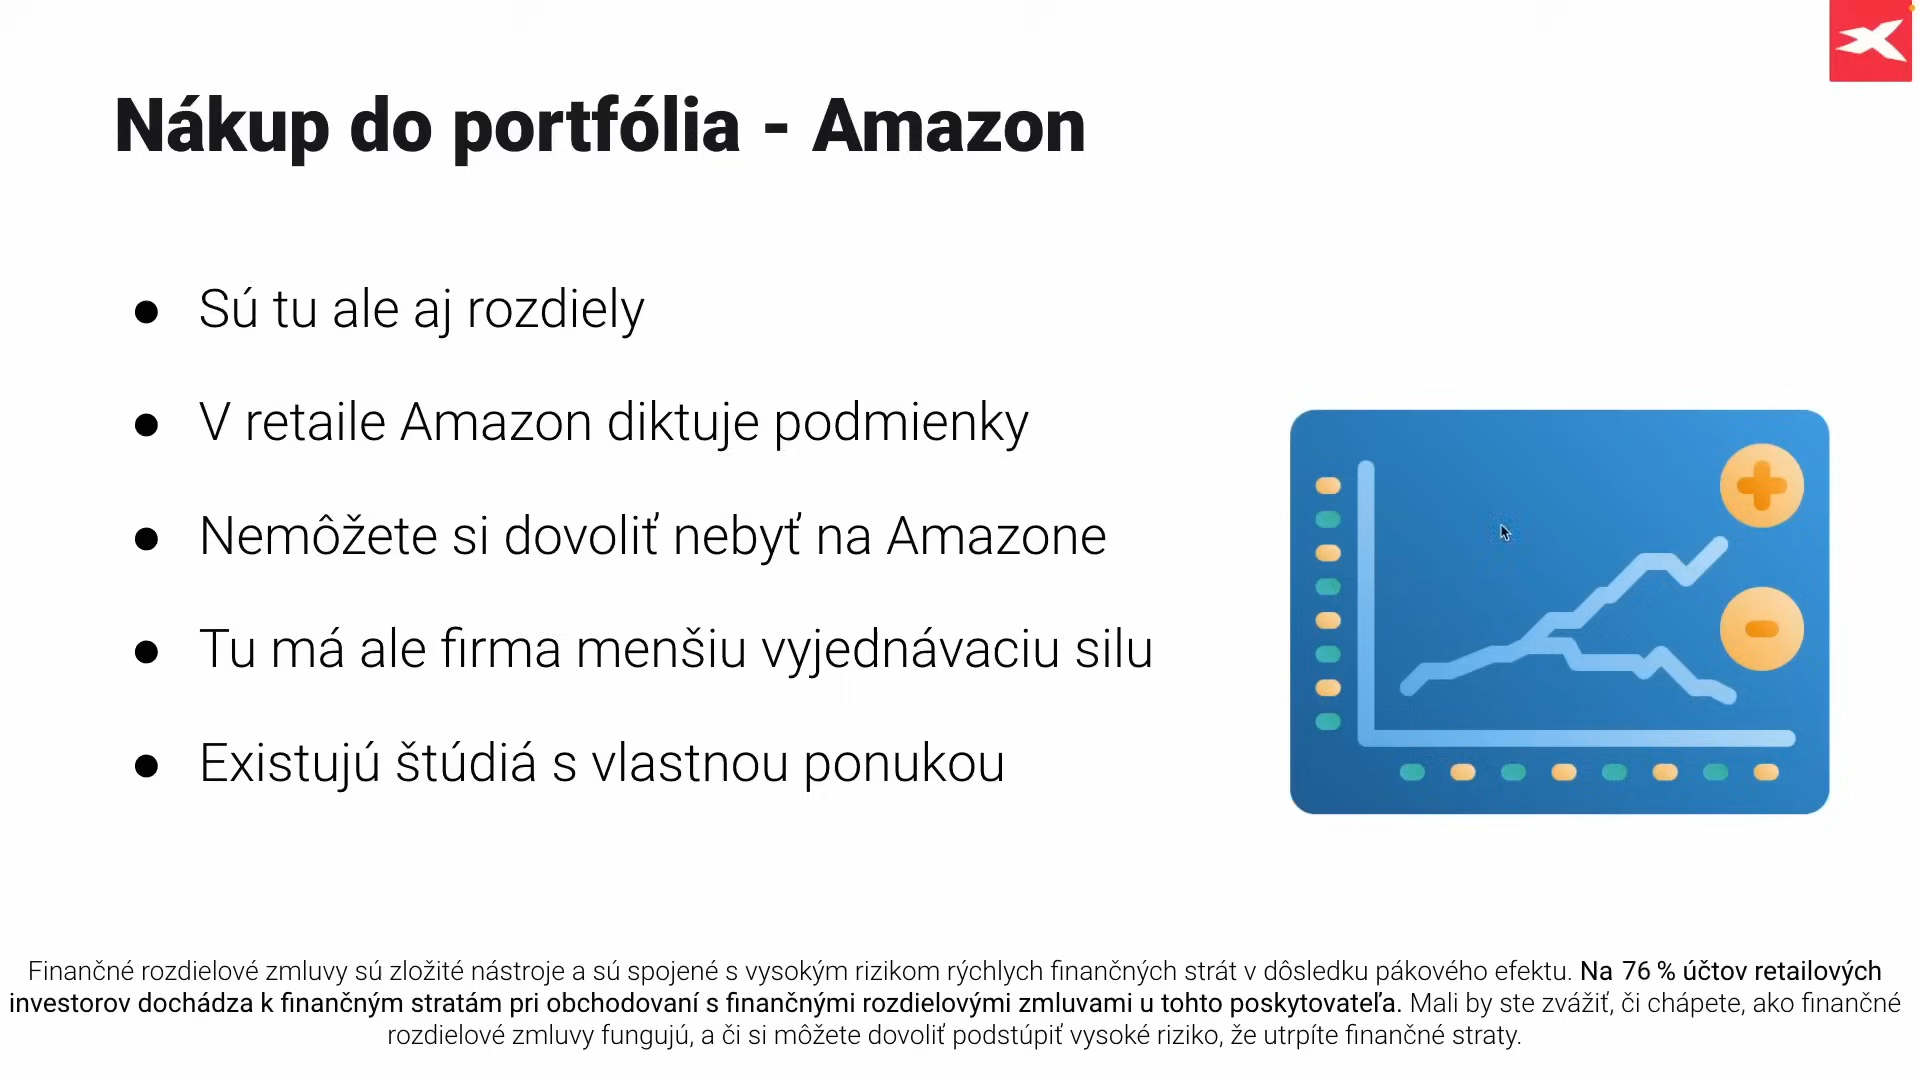 Nákup do portfólia - Amazon
● Sú tu ale aj rozdiely
● V retaile Amazon diktuje podmienky
● Nemôžete si dovoliť nebyť na Amazone
● Tu má ale firma menšiu vyjednávaciu silu
● Existujú štúdiá s vlastnou ponukou
Finančné rozdielové zmluvy sú zložité nástroje a sú spojené s vysokým rizikom rýchlych finančných strát v dôsledku pákového efektu. Na 76 % účtov retailových
investorov dochádza k finančným stratám pri obchodovaní s finančnými rozdielovými zmluvami u tohto poskytovateľa. Mali by ste zvážiť, či chápete, ako finančné
rozdielové zmluvy fungujú, a či si môžete dovoliť podstúpiť vysoké riziko, že utrpíte finančné straty.